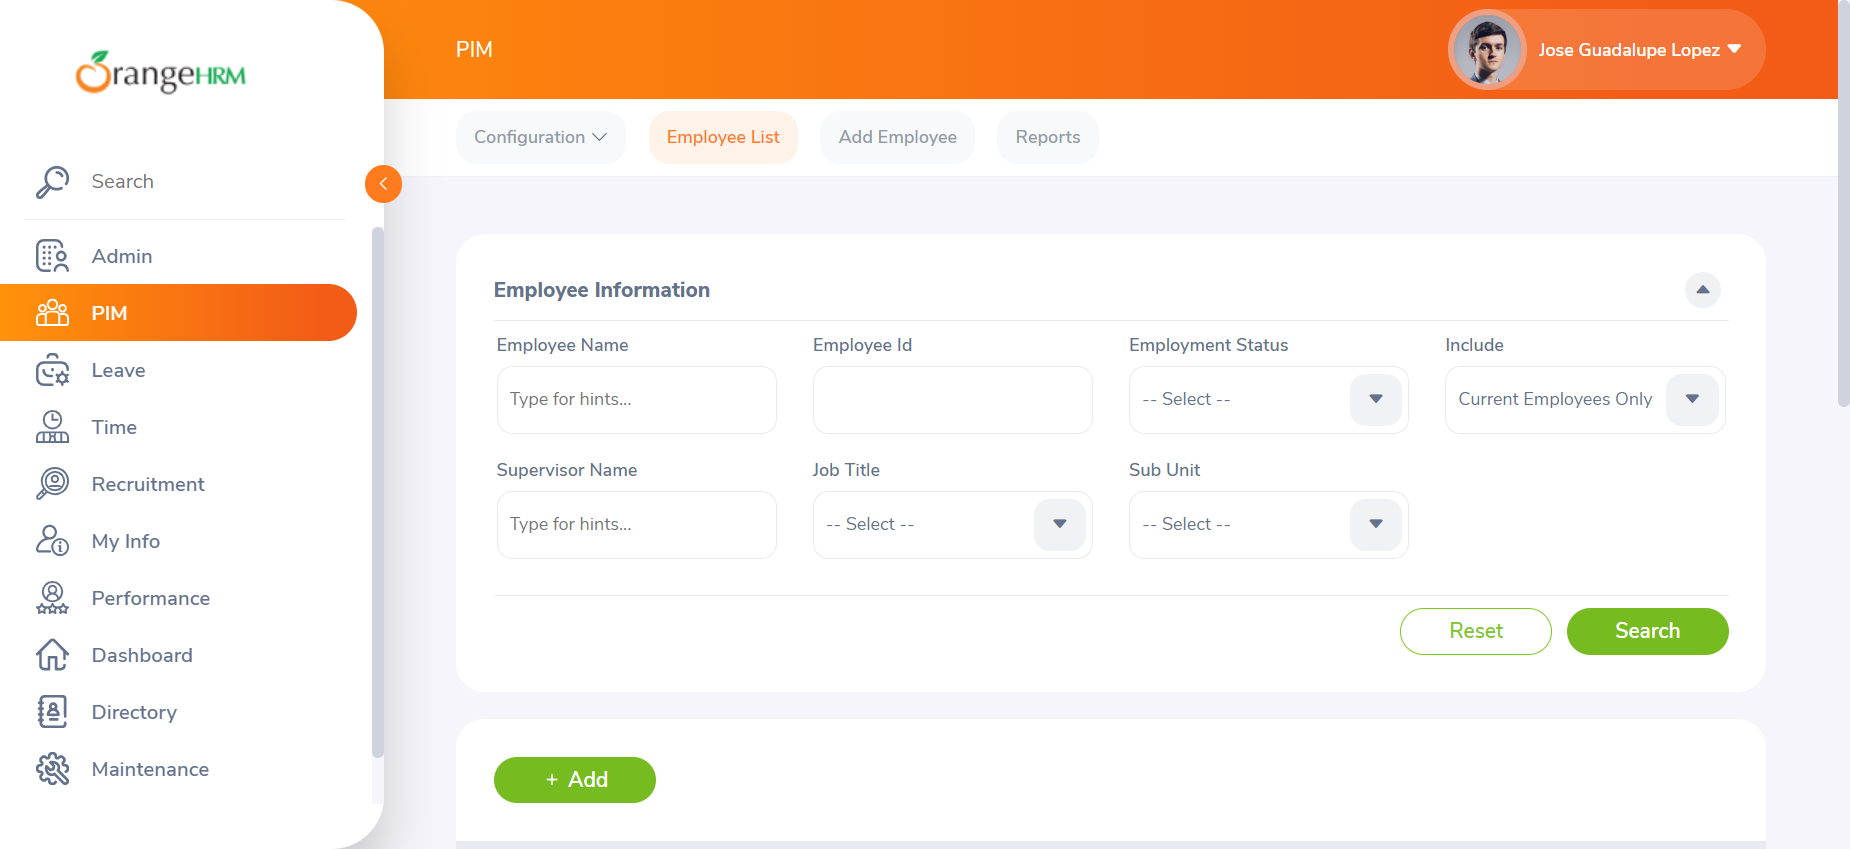 OrangeHRM
PIM
Jose Guadalupe Lopez
Configuration
Employee List
Add Employee
Reports
Search
Admin
PIM
Leave
Time
Recruitment
My Info
Performance
Dashboard
Directory
Maintenance
Employee Information
Employee Name
Employee Id
Employment Status
Include
Type for hints...
-- Select --
Current Employees Only
Supervisor Name
Job Title
Sub Unit
Type for hints...
-- Select --
-- Select --
Reset
Search
+ Add